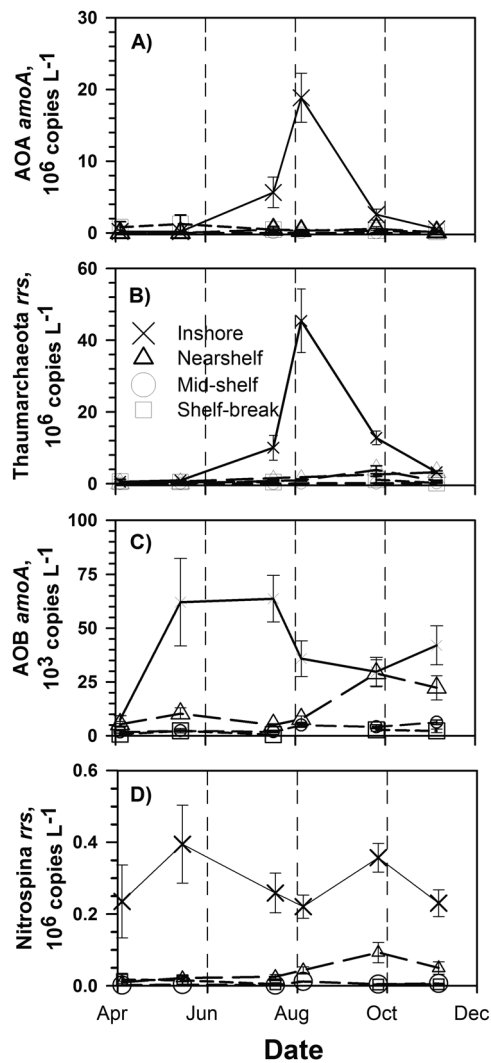 A)
AOA amoA,
10⁶ copies L⁻¹
30
20
10
0
B)
Thaumarchaeota rrs,
10⁶ copies L⁻¹
60
40
20
0
Inshore
Nearshelf
Mid-shelf
Shelf-break
C)
AOB amoA,
10³ copies L⁻¹
100
75
50
25
0
D)
Nitrospina rrs,
10⁶ copies L⁻¹
0.6
0.4
0.2
0.0
Apr Jun Aug Oct Dec
Date